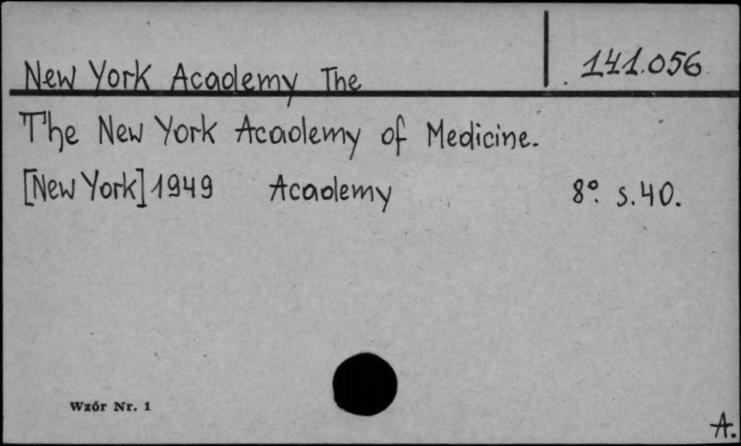 New York Academy The 141.056
The New York Academy of Medicine.
[New York] 1949 Academy 8°. s.40.
Wzór Nr. 1
A.